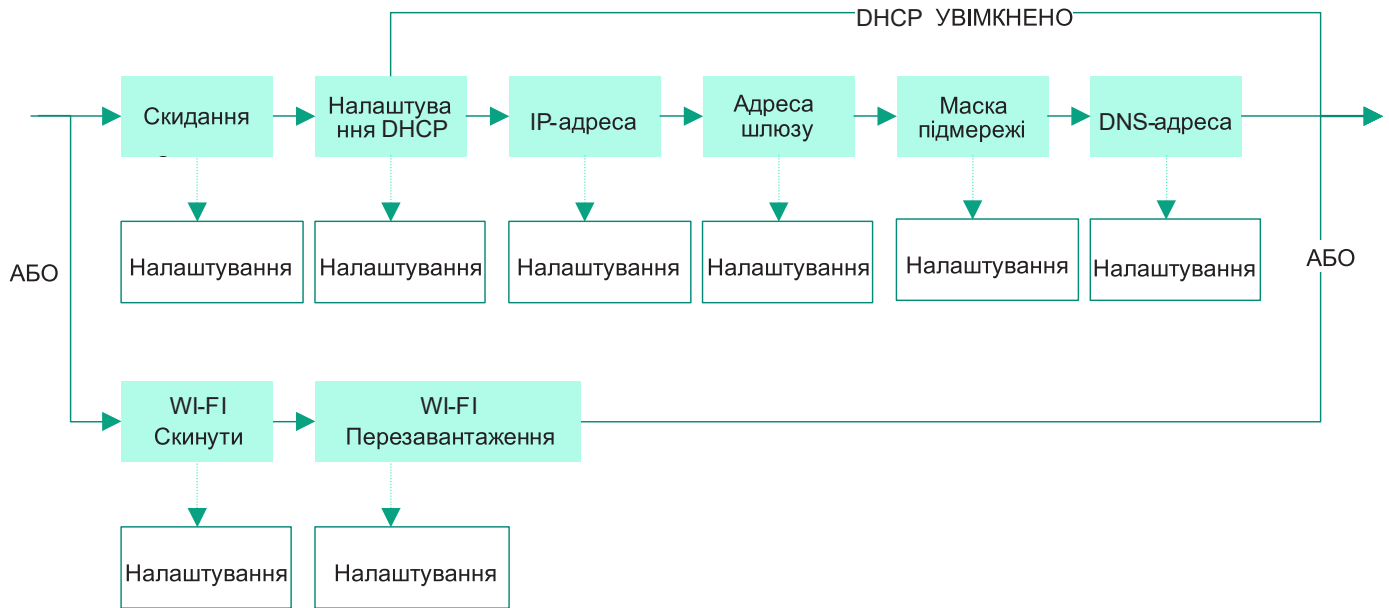 DHCP УВІМКНЕНО
Скидання
Налаштува
ння DHCP
IP-адреса
Адреса
шлюзу
Маска
підмережі
DNS-адреса
Налаштування
Налаштування
Налаштування
Налаштування
Налаштування
Налаштування
АБО
АБО
WI-FI
Скинути
WI-FI
Перезавантаження
Налаштування
Налаштування